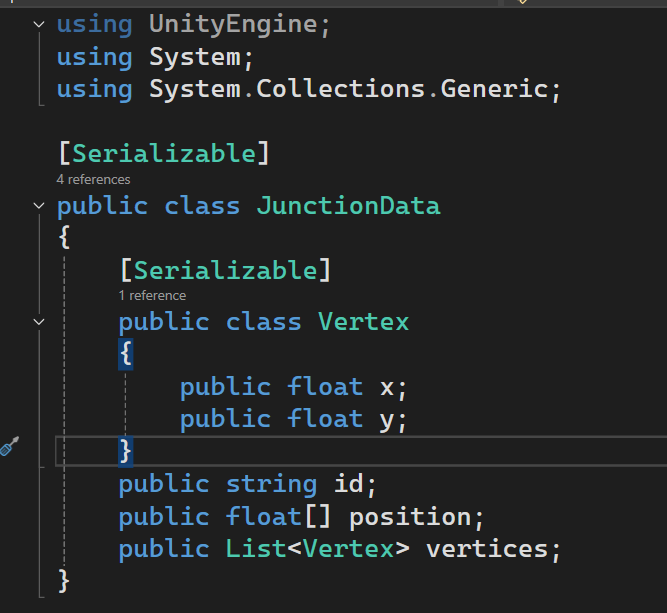 using UnityEngine;
using System;
using System.Collections.Generic;
[Serializable]
4 references
public class JunctionData
{
[Serializable]
1 reference
public class Vertex
{
public float x;
public float y;
}
public string id;
public float[] position;
public List<Vertex> vertices;
}